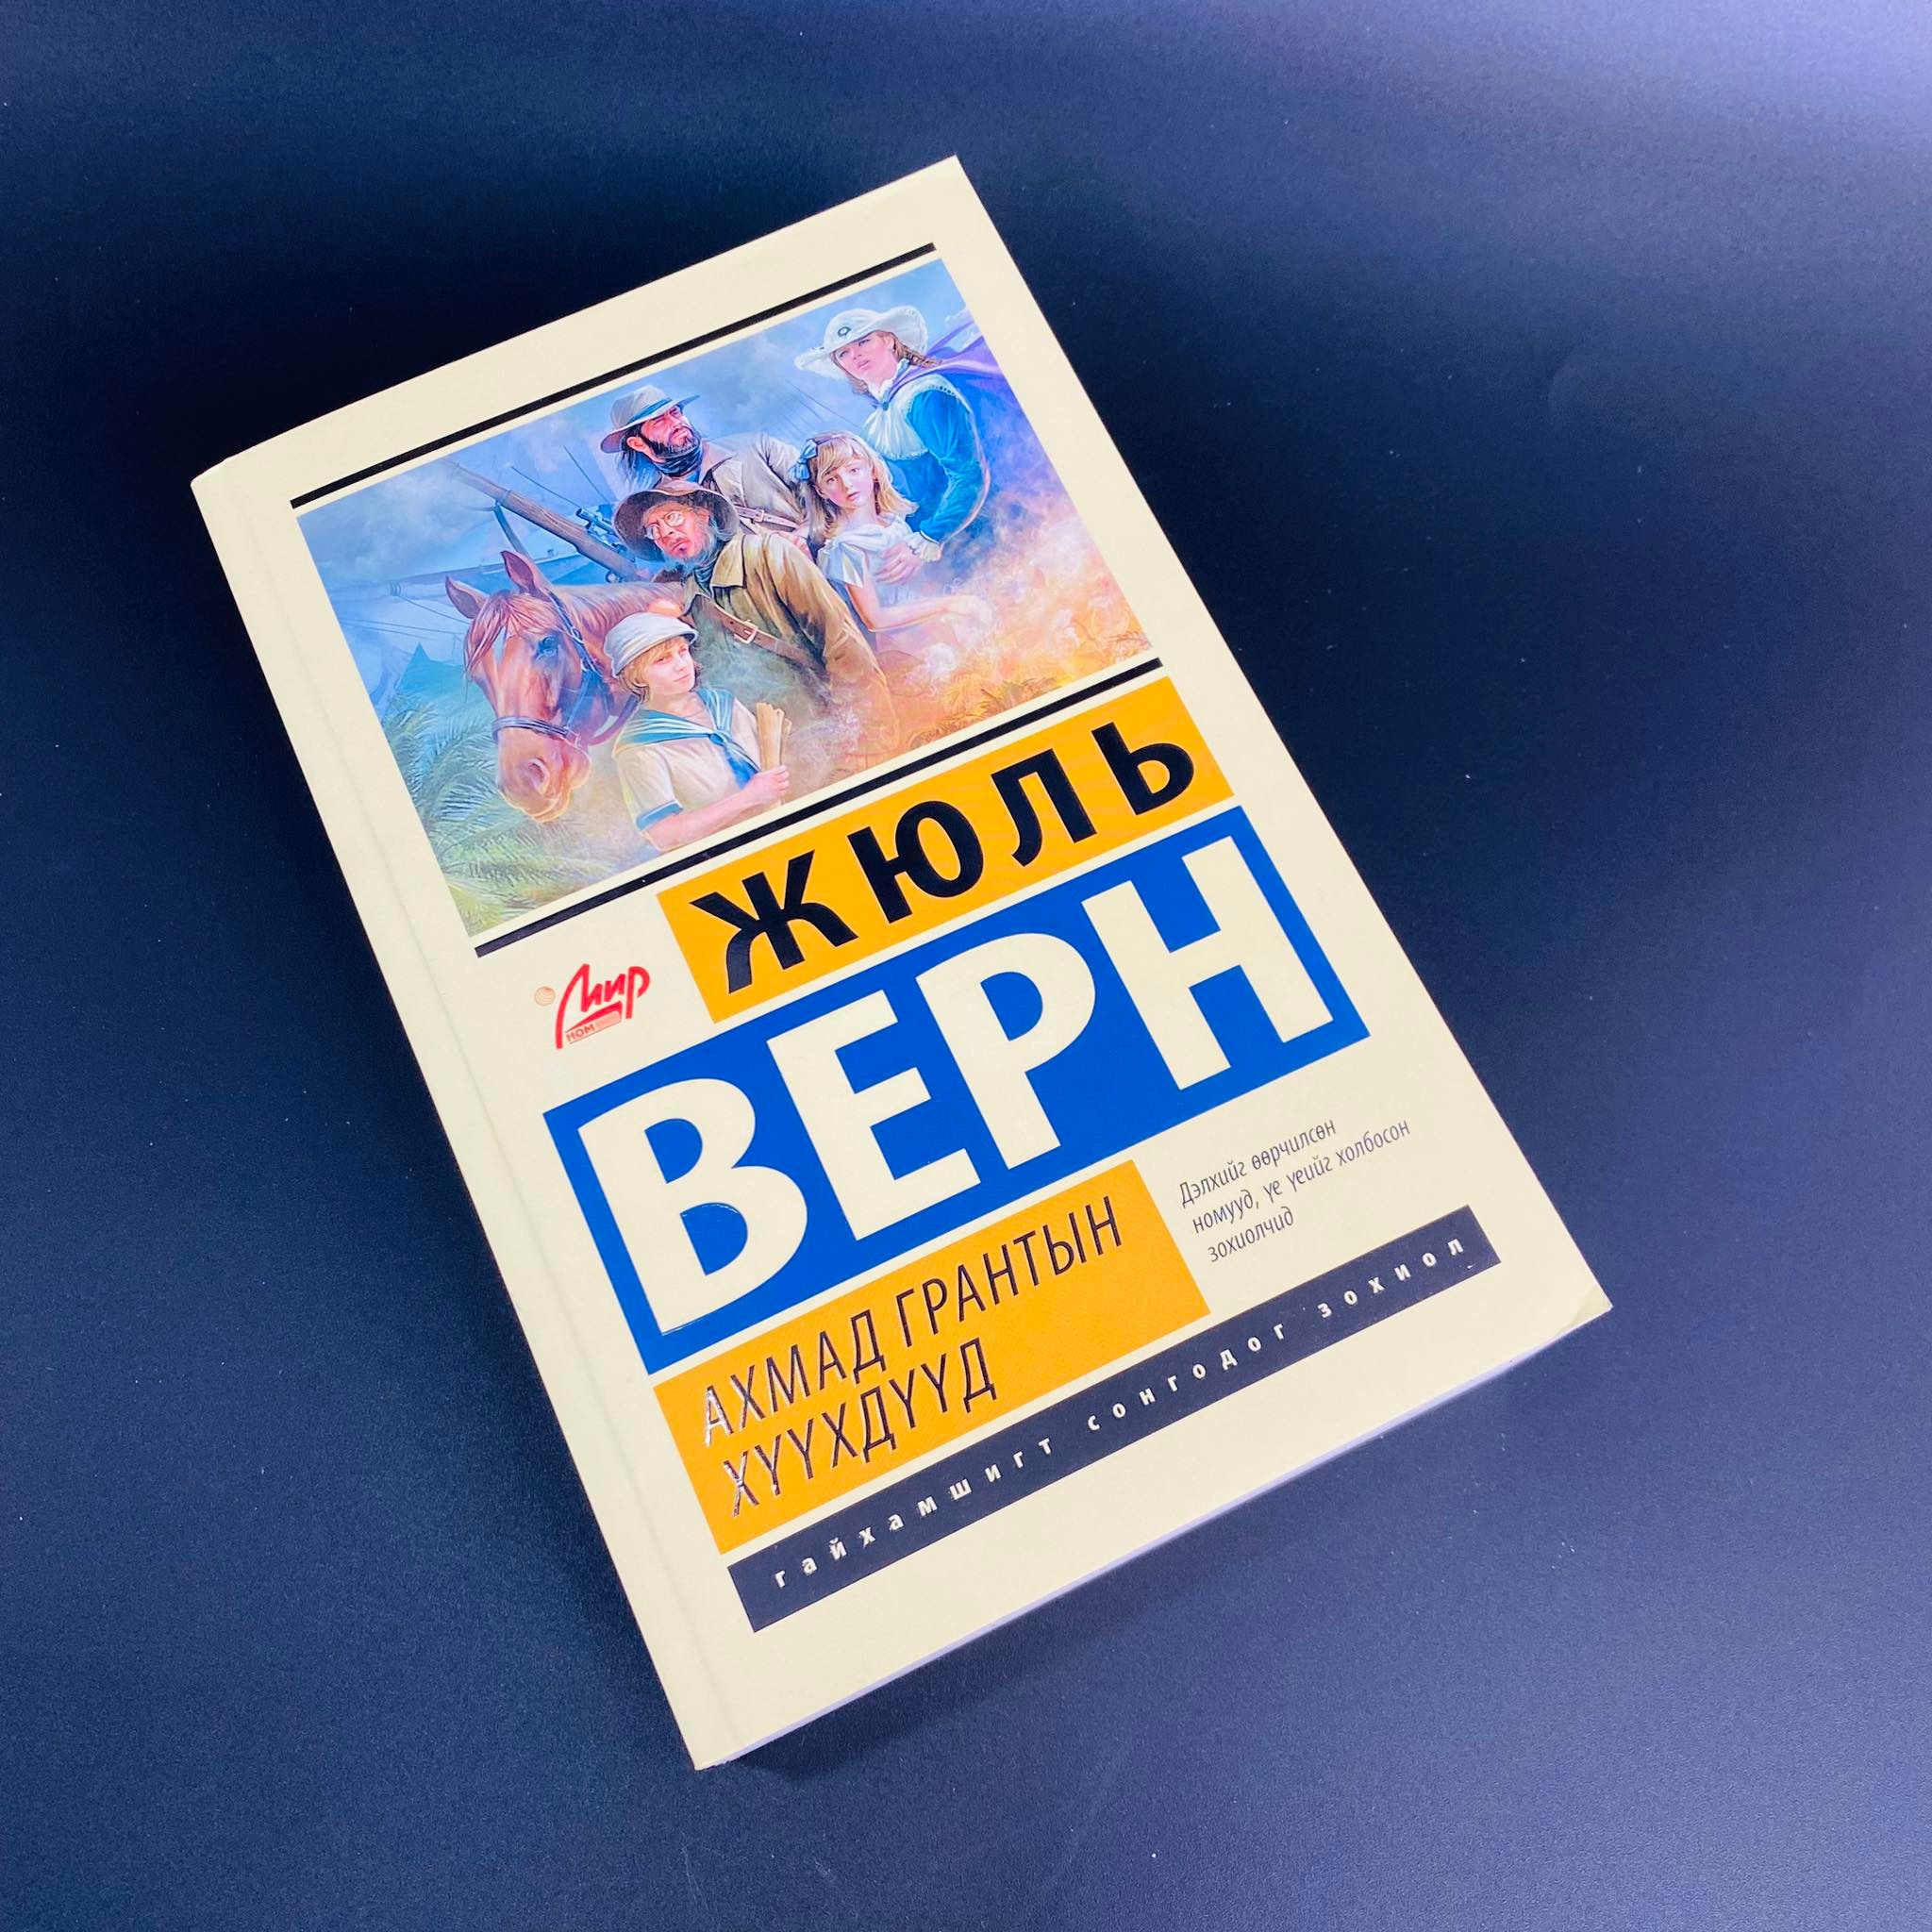 ЖЮЛЬ
Мир
НОМ
ВЕРН
Дэлхийг өөрчилсөн
номууд, үе үеийг холбосон
зохиолчид
АХМАД ГРАНТЫН
ХҮҮХДҮҮД
гайхамшигт сонгодог зохиол